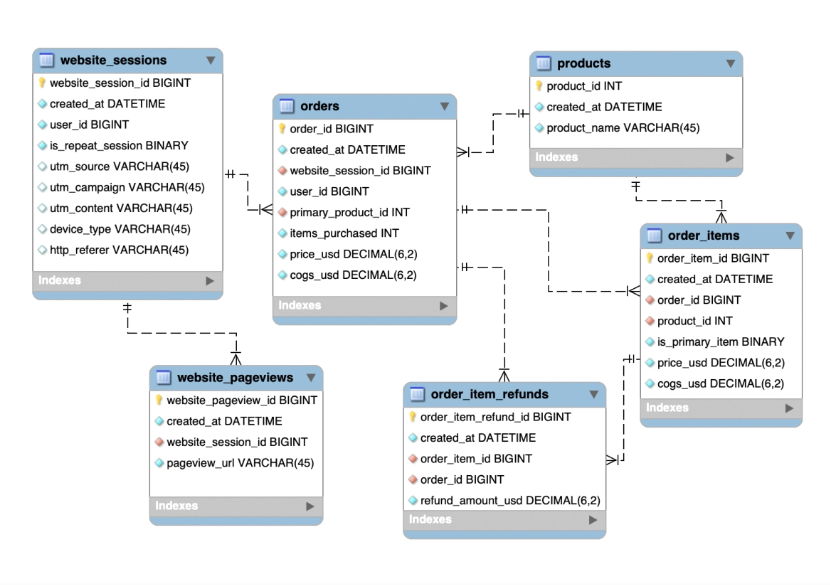 website_sessions
website_session_id BIGINT
created_at DATETIME
user_id BIGINT
is_repeat_session BINARY
utm_source VARCHAR(45)
utm_campaign VARCHAR(45)
utm_content VARCHAR(45)
device_type VARCHAR(45)
http_referer VARCHAR(45)
Indexes
orders
order_id BIGINT
created_at DATETIME
website_session_id BIGINT
user_id BIGINT
primary_product_id INT
items_purchased INT
price_usd DECIMAL(6,2)
cogs_usd DECIMAL(6,2)
Indexes
products
product_id INT
created_at DATETIME
product_name VARCHAR(45)
Indexes
order_items
order_item_id BIGINT
created_at DATETIME
order_id BIGINT
product_id INT
is_primary_item BINARY
price_usd DECIMAL(6,2)
cogs_usd DECIMAL(6,2)
Indexes
website_pageviews
website_pageview_id BIGINT
created_at DATETIME
website_session_id BIGINT
pageview_url VARCHAR(45)
Indexes
order_item_refunds
order_item_refund_id BIGINT
created_at DATETIME
order_item_id BIGINT
order_id BIGINT
refund_amount_usd DECIMAL(6,2)
Indexes